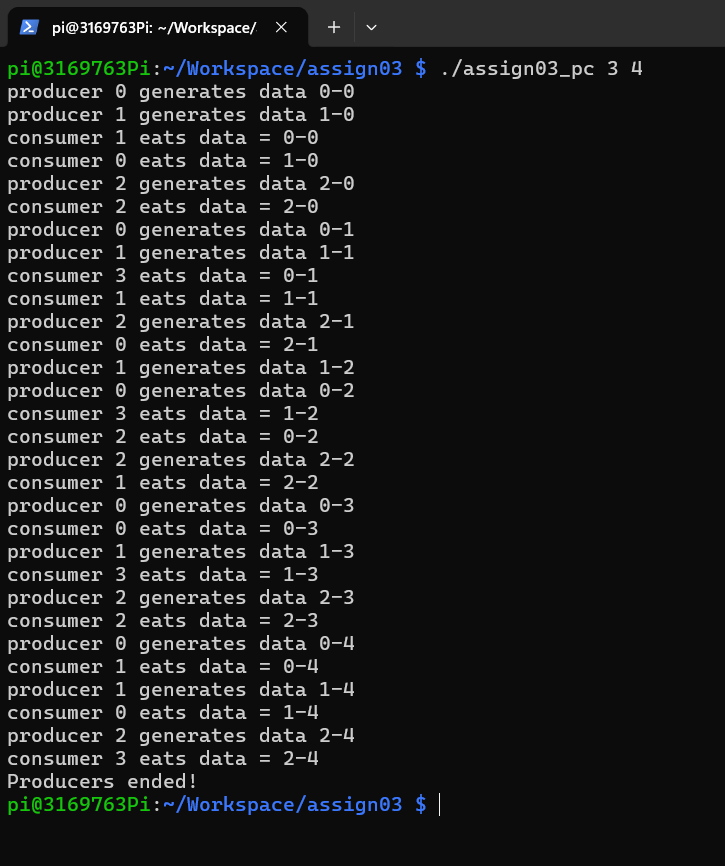 pi@3169763Pi: ~/Workspace/
pi@3169763Pi:~/Workspace/assign03 $ ./assign03_pc 3 4
producer 0 generates data 0-0
producer 1 generates data 1-0
consumer 1 eats data = 0-0
consumer 0 eats data = 1-0
producer 2 generates data 2-0
consumer 2 eats data = 2-0
producer 0 generates data 0-1
producer 1 generates data 1-1
consumer 3 eats data = 0-1
consumer 1 eats data = 1-1
producer 2 generates data 2-1
consumer 0 eats data = 2-1
producer 1 generates data 1-2
producer 0 generates data 0-2
consumer 3 eats data = 1-2
consumer 2 eats data = 0-2
producer 2 generates data 2-2
consumer 1 eats data = 2-2
producer 0 generates data 0-3
consumer 0 eats data = 0-3
producer 1 generates data 1-3
consumer 3 eats data = 1-3
producer 2 generates data 2-3
consumer 2 eats data = 2-3
producer 0 generates data 0-4
consumer 1 eats data = 0-4
producer 1 generates data 1-4
consumer 0 eats data = 1-4
producer 2 generates data 2-4
consumer 3 eats data = 2-4
Producers ended!
pi@3169763Pi:~/Workspace/assign03 $